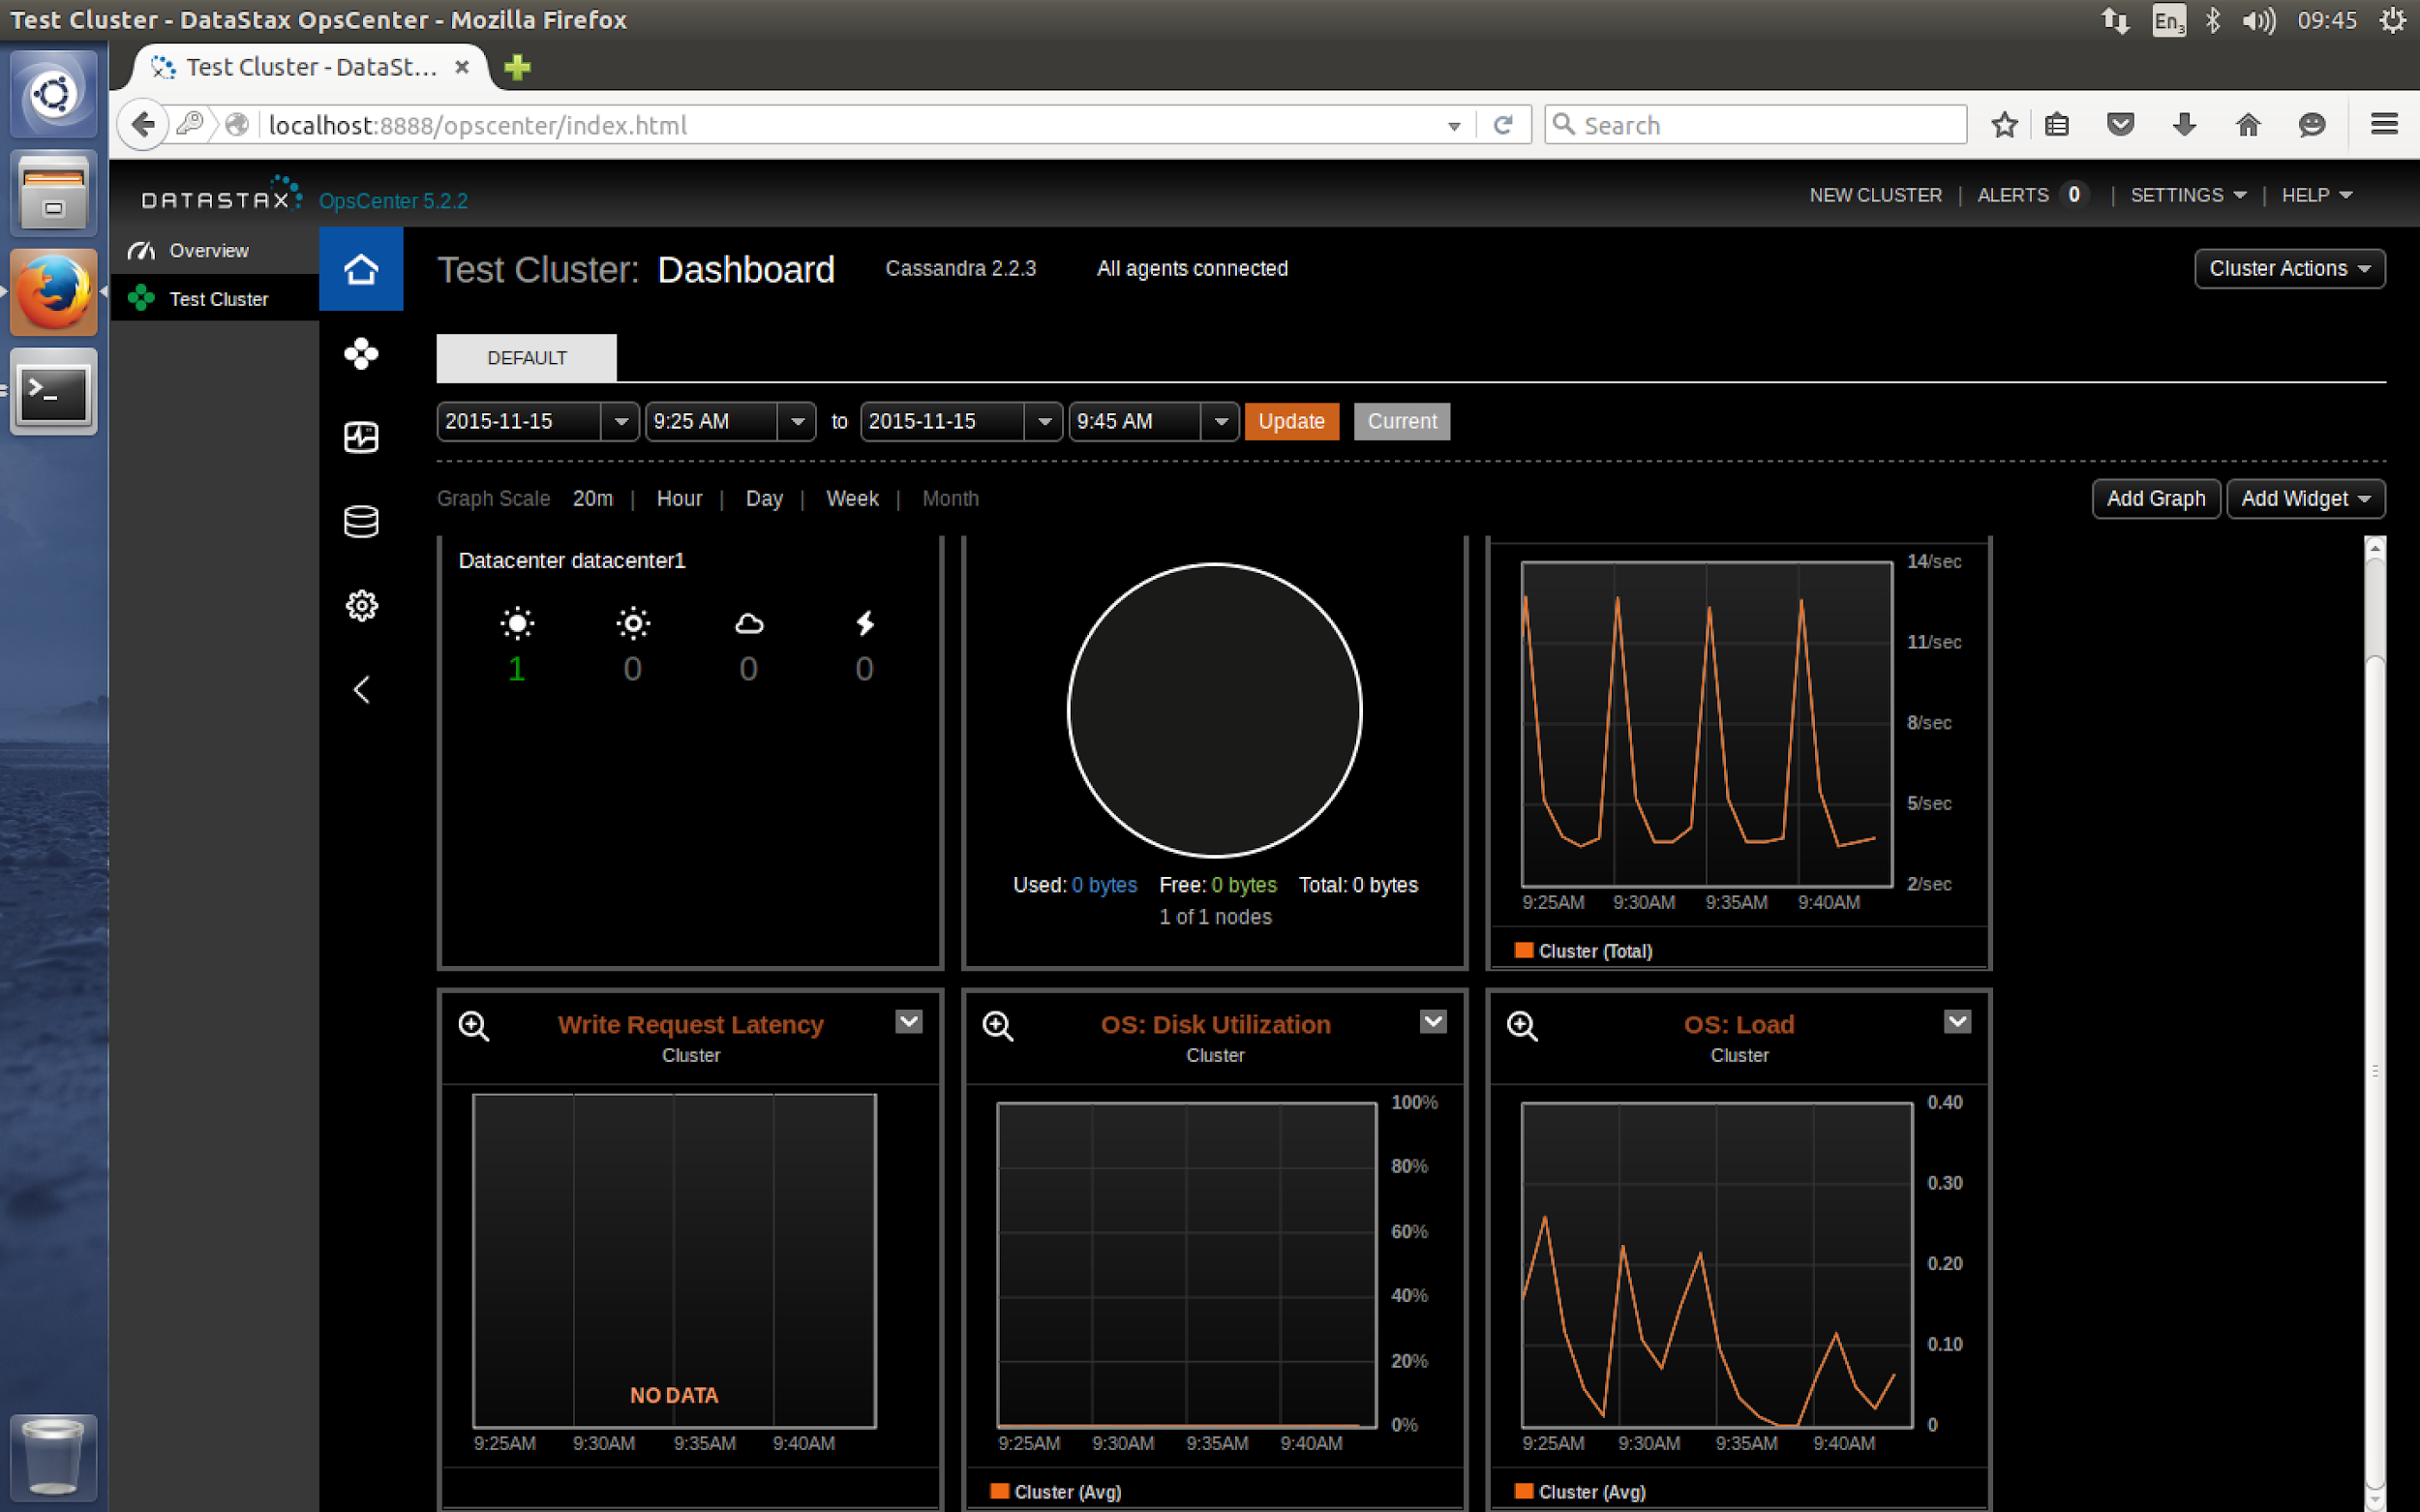 Test Cluster - DataStax OpsCenter - Mozilla Firefox
En3
09:45
Test Cluster - DataSt...
localhost:8888/opscenter/index.html
Search
DATASTAX OpsCenter 5.2.2
NEW CLUSTER | ALERTS 0 | SETTINGS | HELP
Overview
Test Cluster
Test Cluster: Dashboard Cassandra 2.2.3 All agents connected
Cluster Actions
DEFAULT
2015-11-15 9:25 AM to 2015-11-15 9:45 AM Update Current
Graph Scale 20m | Hour | Day | Week | Month
Add Graph Add Widget
Datacenter datacenter1
1 0 0 0
Used: 0 bytes Free: 0 bytes Total: 0 bytes
1 of 1 nodes
14/sec
11/sec
8/sec
5/sec
2/sec
9:25AM 9:30AM 9:35AM 9:40AM
Cluster (Total)
Write Request Latency
Cluster
NO DATA
9:25AM 9:30AM 9:35AM 9:40AM
OS: Disk Utilization
Cluster
100%
80%
60%
40%
20%
0%
9:25AM 9:30AM 9:35AM 9:40AM
Cluster (Avg)
OS: Load
Cluster
0.40
0.30
0.20
0.10
0
9:25AM 9:30AM 9:35AM 9:40AM
Cluster (Avg)